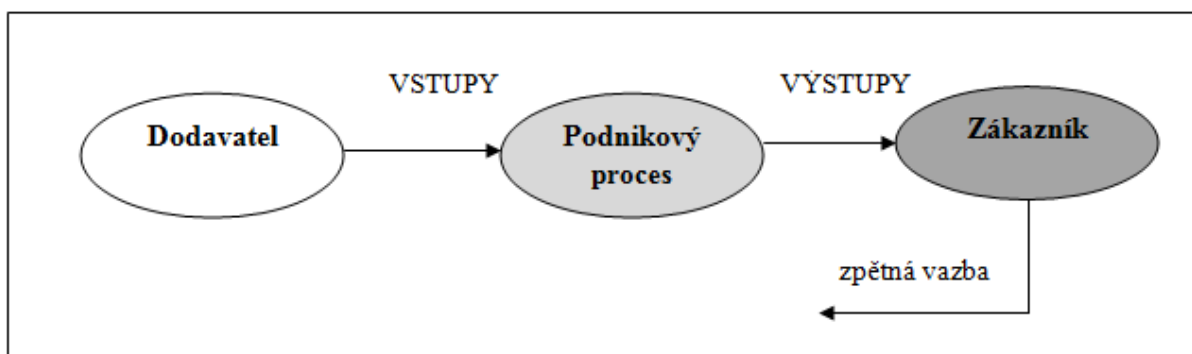 VSTUPY
VÝSTUPY
Dodavatel
Podnikový
proces
Zákazník
zpětná vazba